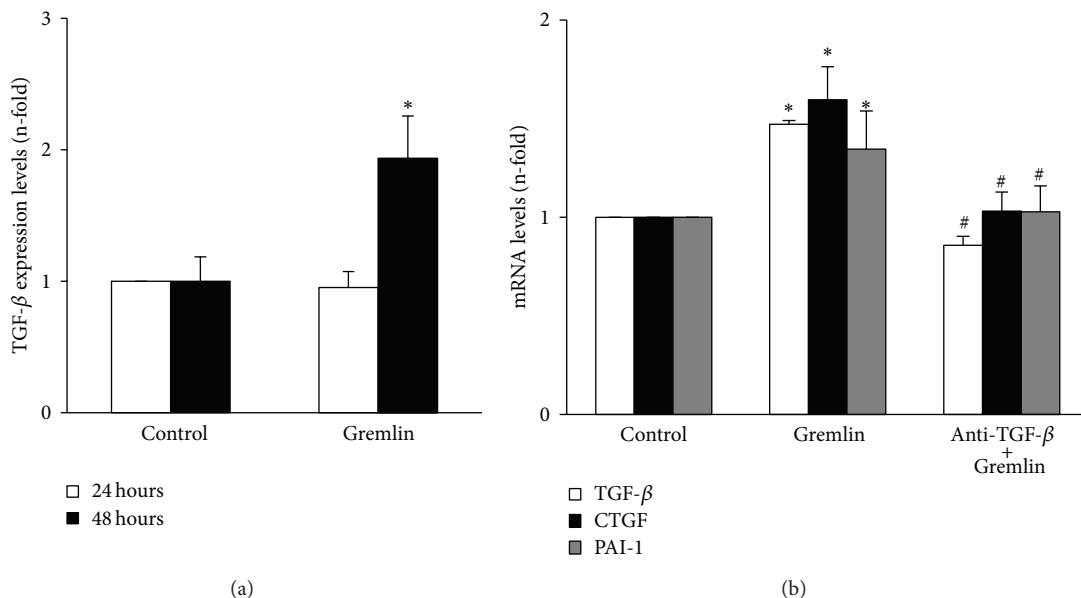 3
2
1
0
TGF-β expression levels (n-fold)
*
Control
Gremlin
24 hours
48 hours
(a)
2
1
0
mRNA levels (n-fold)
*
*
*
#
#
#
Control
Gremlin
Anti-TGF-β
+
Gremlin
TGF-β
CTGF
PAI-1
(b)